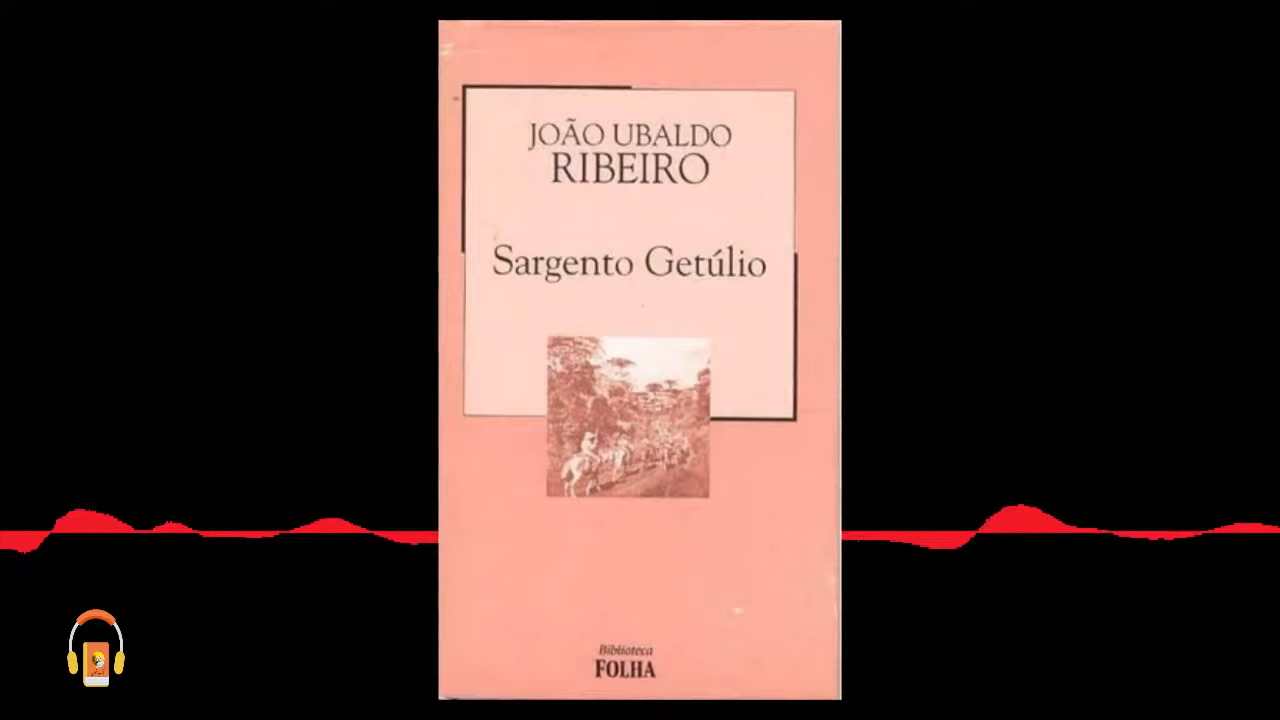 JOÃO UBALDO
RIBEIRO
Sargento Getúlio
Biblioteca
FOLHA